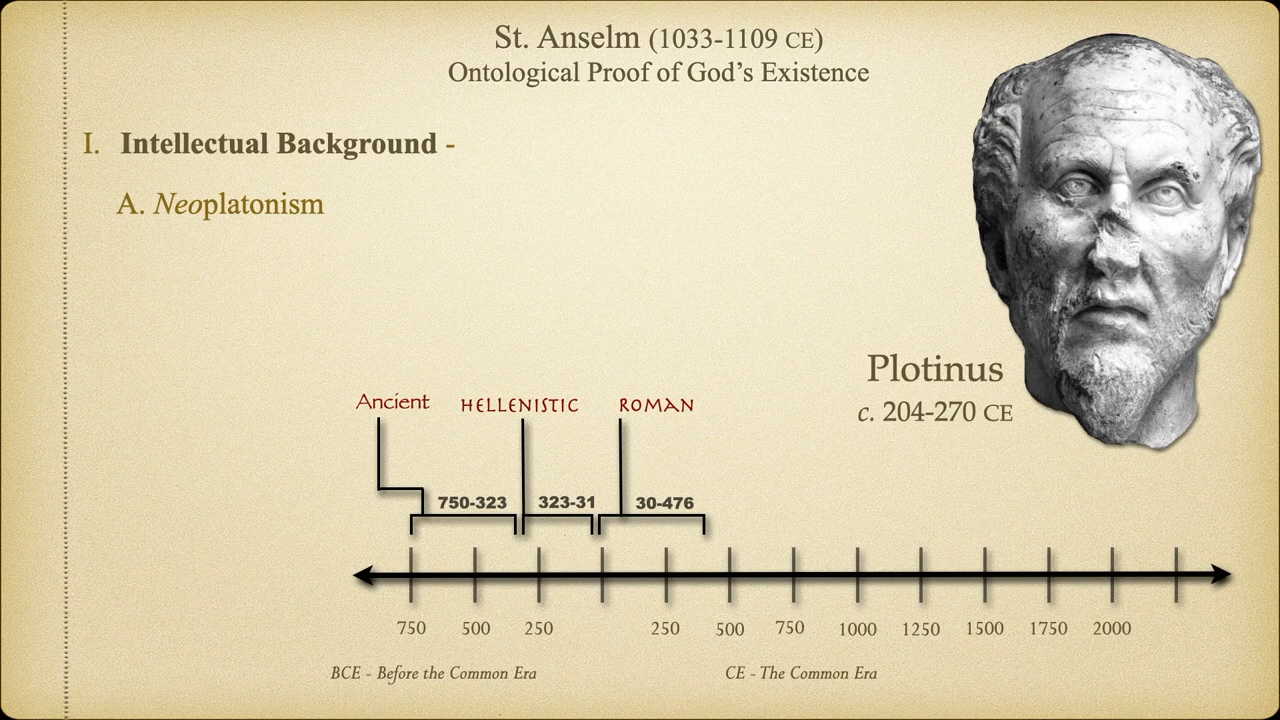 St. Anselm (1033-1109 CE)
Ontological Proof of God's Existence
I. Intellectual Background -
A. Neoplatonism
Plotinus
c. 204-270 CE
Ancient HELLENISTIC ROMAN
750-323 323-31 30-476
750 500 250 250 500 750 1000 1250 1500 1750 2000
BCE - Before the Common Era CE - The Common Era